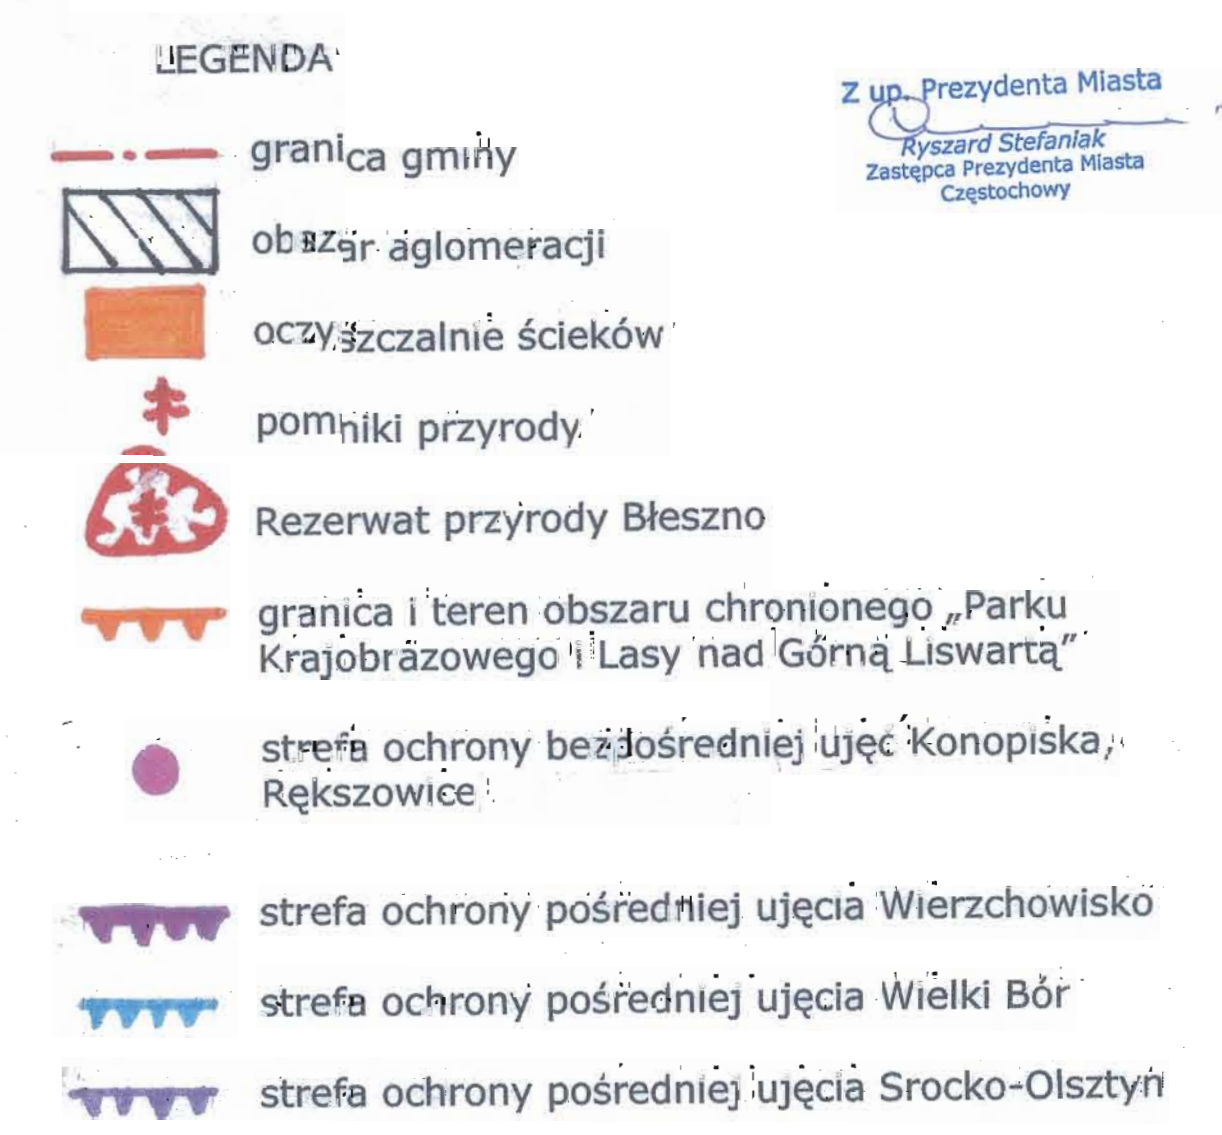 LEGENDA
Z up. Prezydenta Miasta
Ryszard Stefaniak
Zastępca Prezydenta Miasta
Częstochowy
granica gminy
obszar aglomeracji
oczyszczalnie ścieków
pomniki przyrody
Rezerwat przyrody Błeszno
granica i teren obszaru chronionego „Parku
Krajobrazowego " Lasy nad Górną Liswartą”
strefa ochrony bezpośredniej ujęć Konopiska,
Rększowice
strefa ochrony pośredniej ujęcia Wierzchowisko
strefa ochrony pośredniej ujęcia Wielki Bór
strefa ochrony pośredniej ujęcia Srocko-Olsztyn